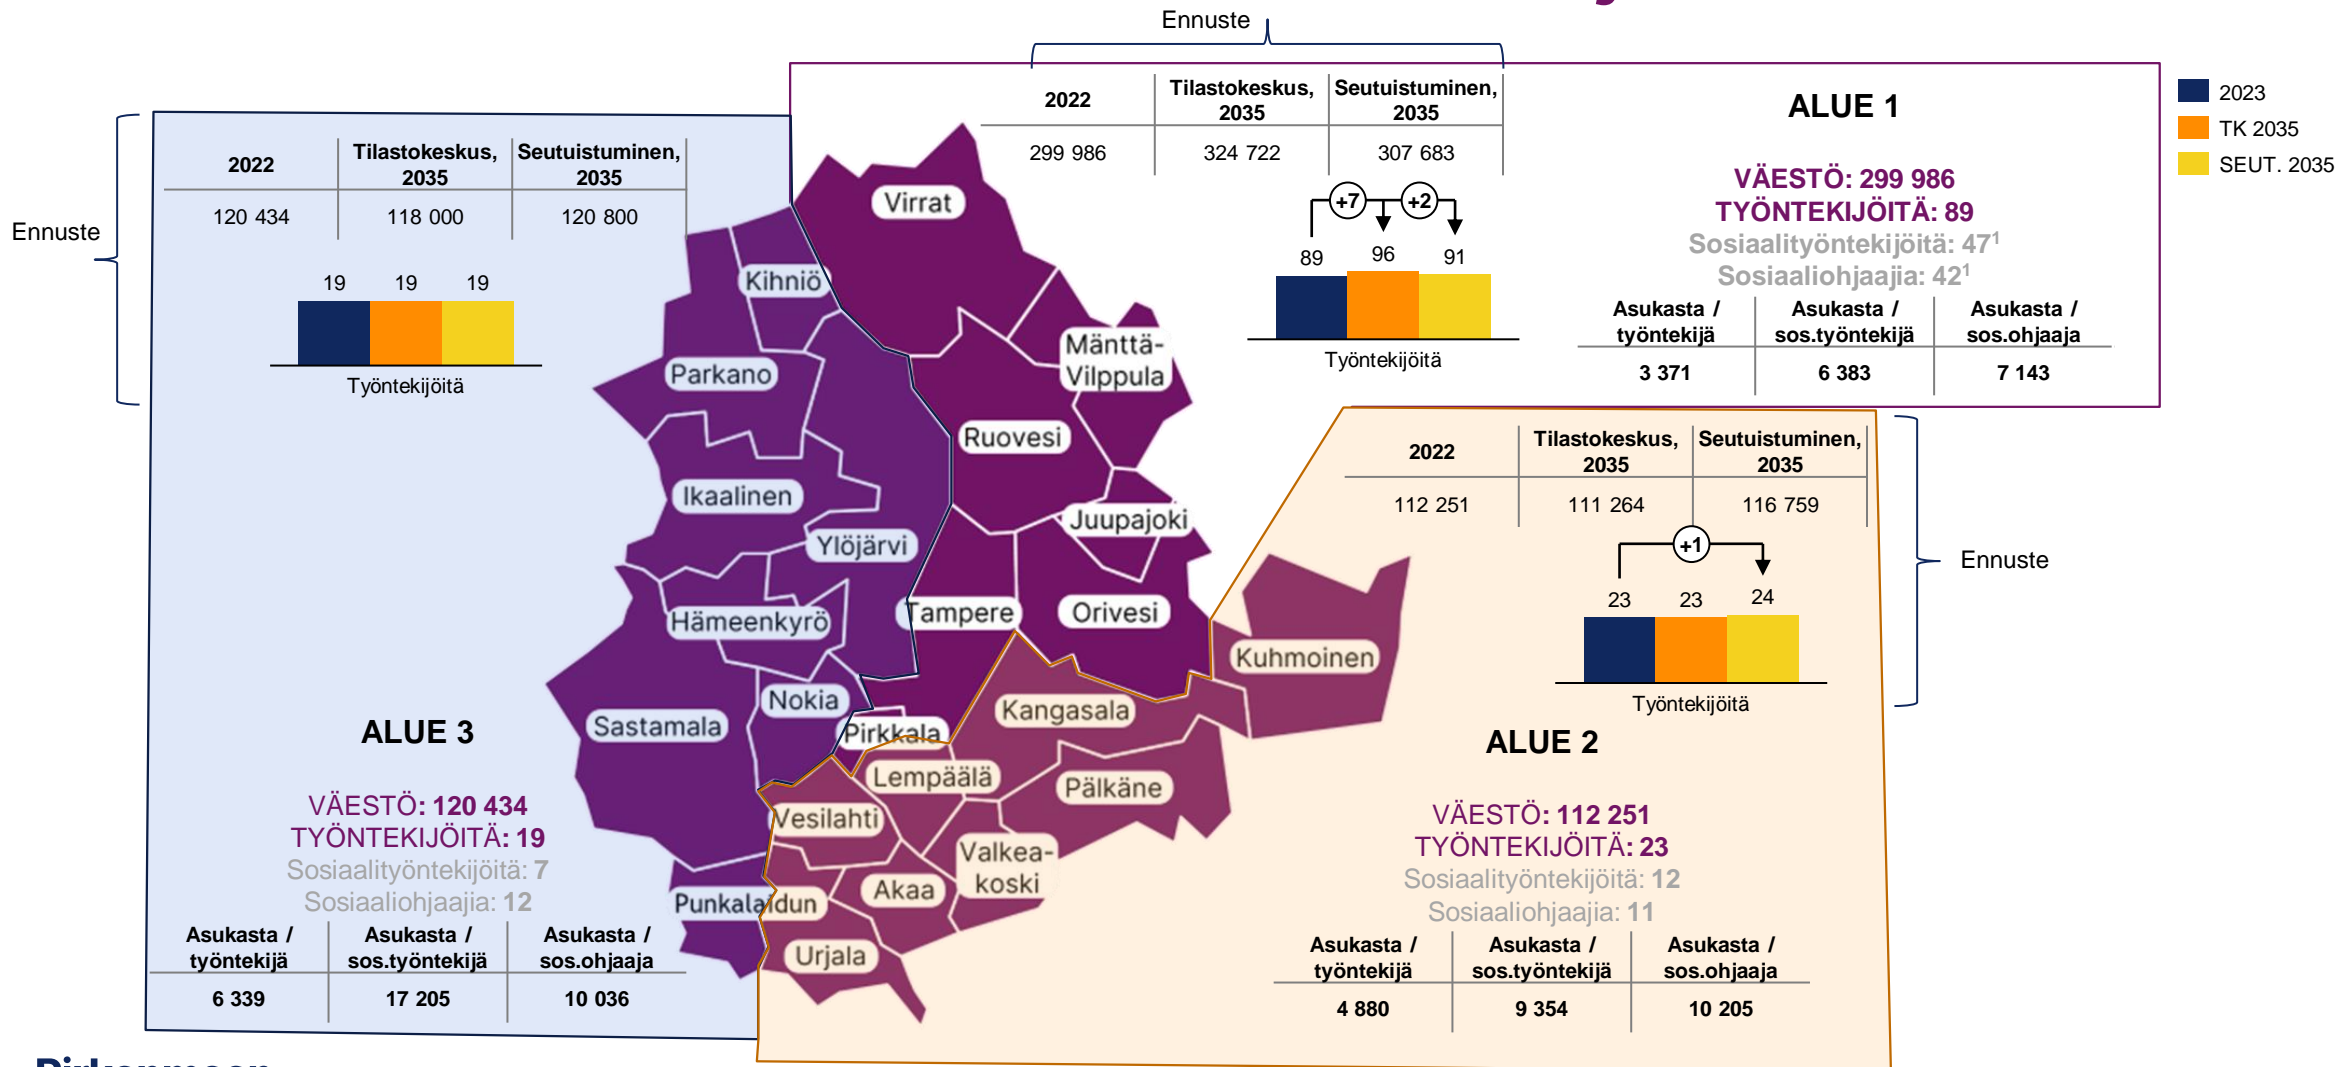 Ennuste
2022 Tilastokeskus, 2035 Seutuistuminen, 2035
299 986 324 722 307 683
+7 +2
89 96 91
Työntekijöitä
ALUE 1
VÄESTÖ: 299 986
TYÖNTEKIJÖITÄ: 89
Sosiaalityöntekijöitä: 47¹
Sosiaaliohjaajia: 42¹
Asukasta / työntekijä Asukasta / sos.työntekijä Asukasta / sos.ohjaaja
3 371 6 383 7 143
2023
TK 2035
SEUT. 2035
Ennuste
2022 Tilastokeskus, 2035 Seutuistuminen, 2035
120 434 118 000 120 800
19 19 19
Työntekijöitä
Virrat
Kihniö
Mänttä-
Vilppula
Parkano
Ruovesi
Ikaalinen
Juupajoki
Ylöjärvi
Hämeenkyrö
Tampere
Orivesi
Kuhmoinen
Nokia
Kangasala
Sastamala
Pirkkala
Lempäälä
Pälkäne
Vesilahti
Valkea-
koski
Akaa
Punkalaidun
Urjala
ALUE 3
VÄESTÖ: 120 434
TYÖNTEKIJÖITÄ: 19
Sosiaalityöntekijöitä: 7
Sosiaaliohjaajia: 12
Asukasta / työntekijä Asukasta / sos.työntekijä Asukasta / sos.ohjaaja
6 339 17 205 10 036
2022 Tilastokeskus, 2035 Seutuistuminen, 2035
112 251 111 264 116 759
+1
23 23 24
Työntekijöitä
Ennuste
ALUE 2
VÄESTÖ: 112 251
TYÖNTEKIJÖITÄ: 23
Sosiaalityöntekijöitä: 12
Sosiaaliohjaajia: 11
Asukasta / työntekijä Asukasta / sos.työntekijä Asukasta / sos.ohjaaja
4 880 9 354 10 205